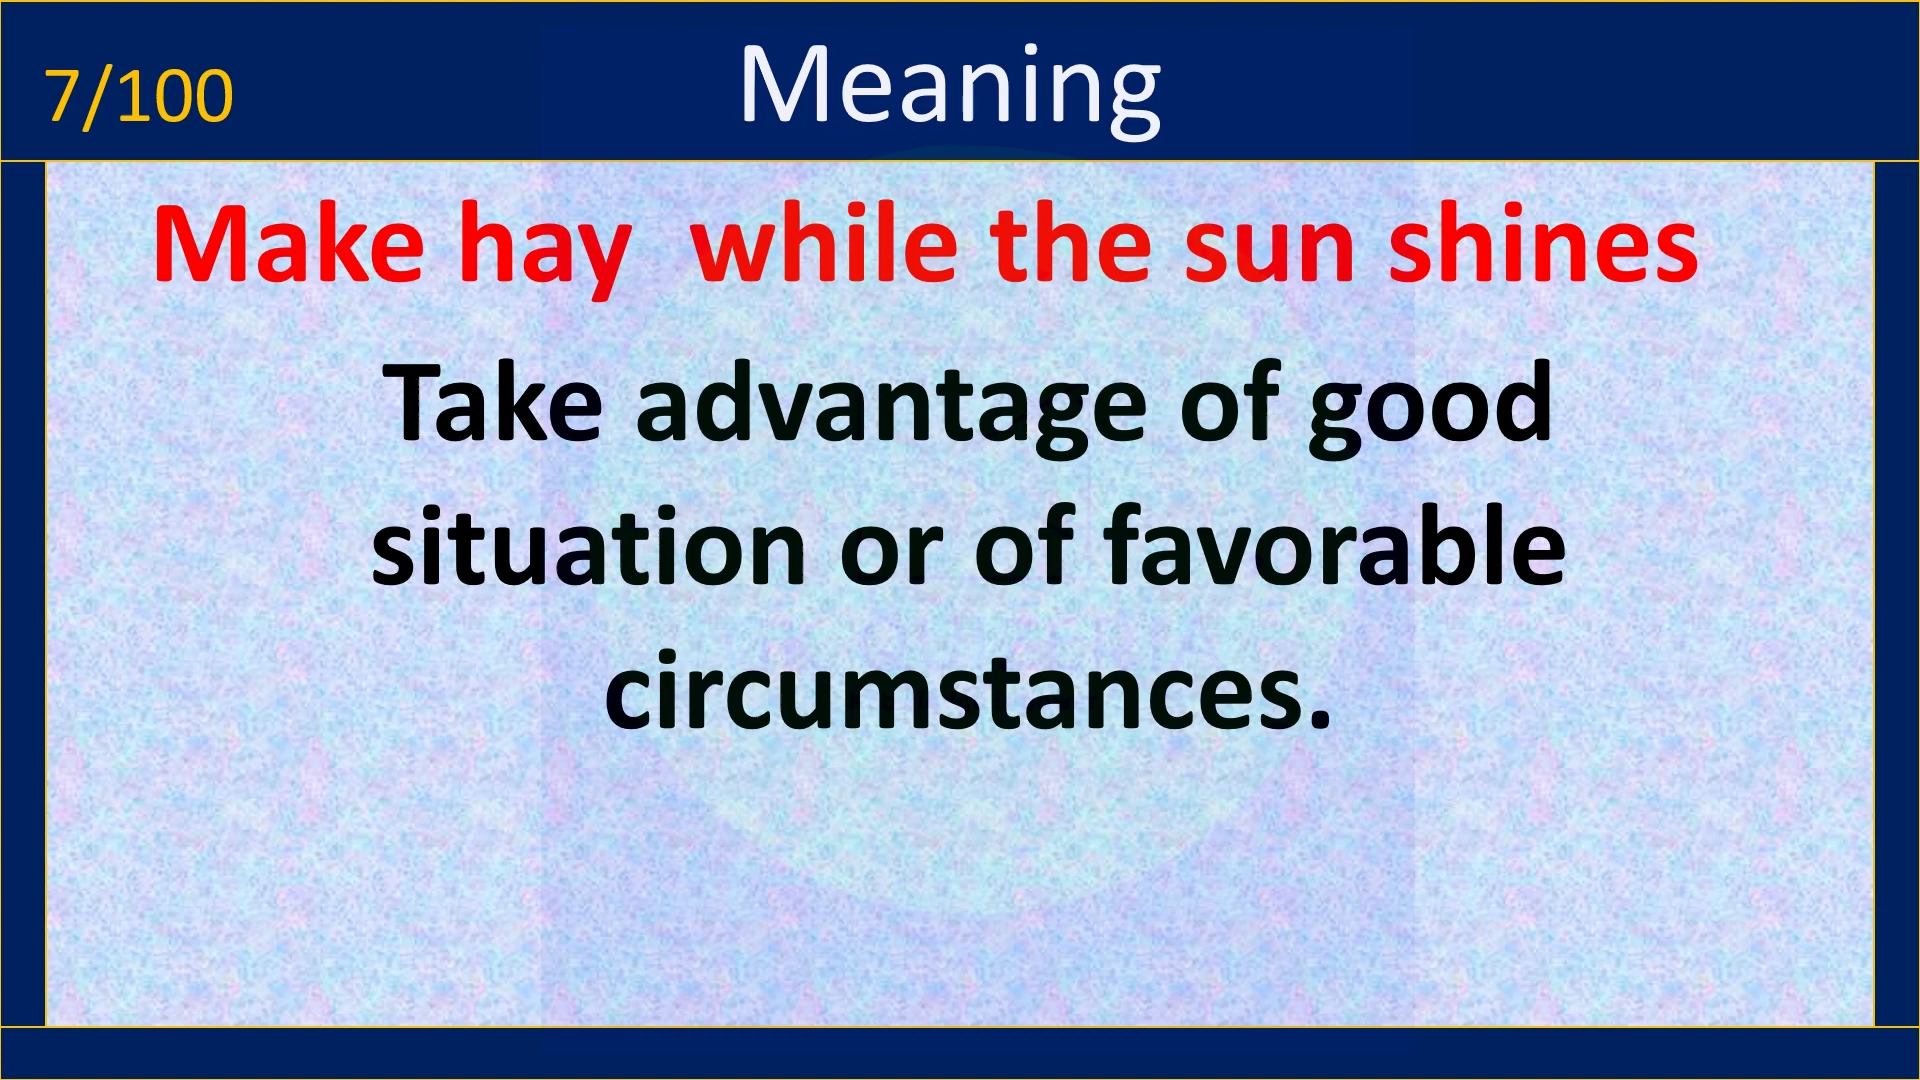 7/100
Meaning
Make hay  while the sun shines
Take advantage of good
situation or of favorable
circumstances.